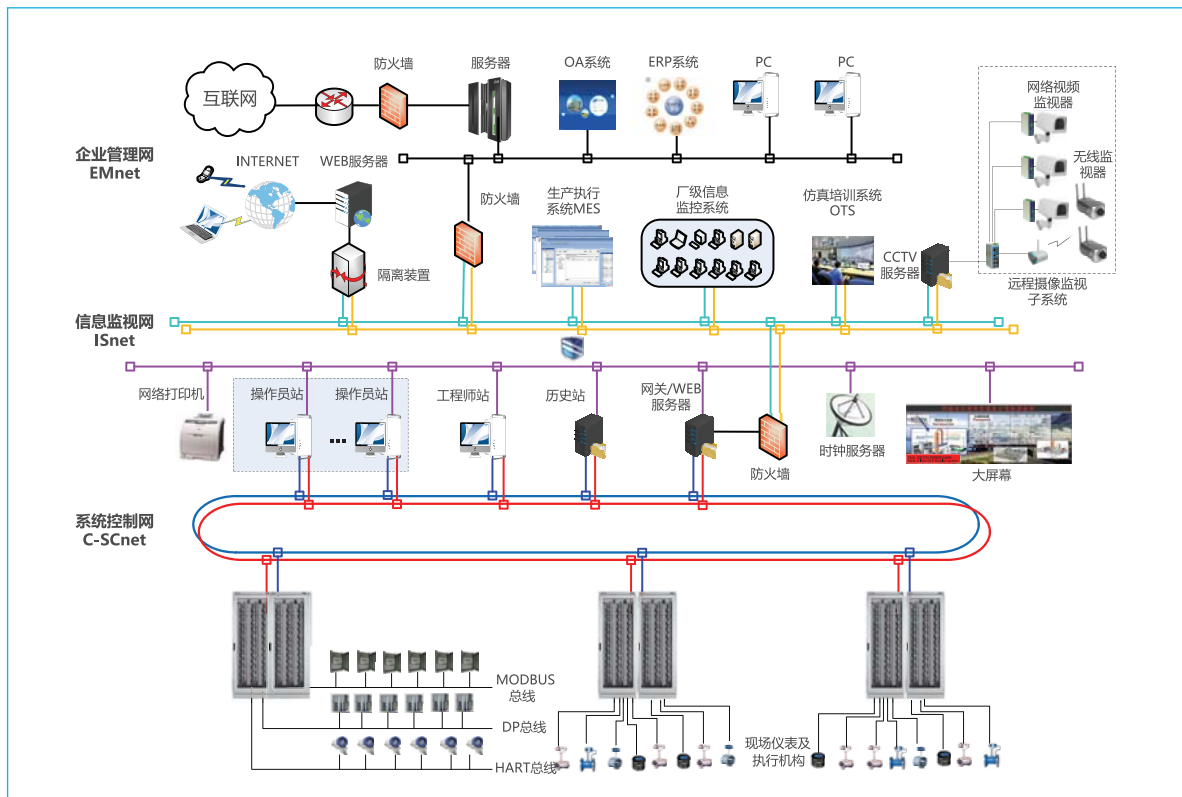 防火墙
服务器
OA系统
ERP系统
PC
PC
互联网
网络视频
监视器
无线监
视器
远程摄像监视
子系统
企业管理网
EMnet
INTERNET
WEB服务器
防火墙
隔离装置
生产执行
系统MES
厂级信息
监控系统
仿真培训系统
OTS
CCTV
服务器
信息监视网
ISnet
网络打印机
操作员站
操作员站
工程师站
历史站
网关/WEB
服务器
防火墙
时钟服务器
大屏幕
系统控制网
C-SCnet
MODBUS
总线
DP总线
HART总线
现场仪表及
执行机构